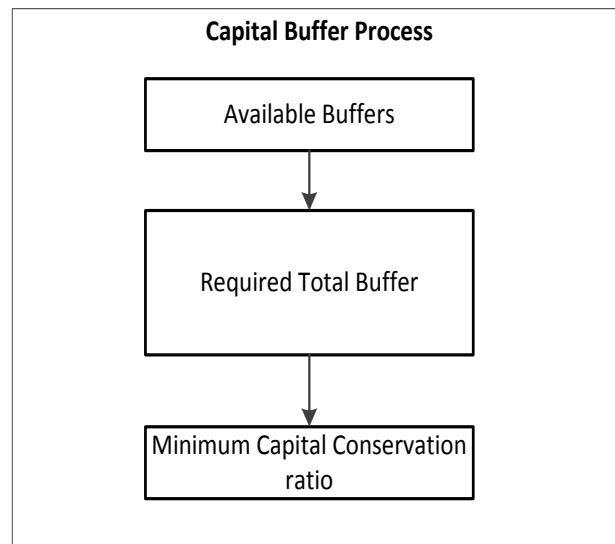 Capital Buffer Process
Available Buffers
Required Total Buffer
Minimum Capital Conservation
ratio